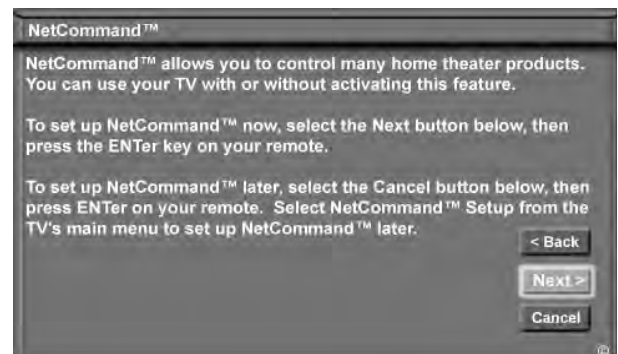 NetCommand™
NetCommand™ allows you to control many home theater products.
You can use your TV with or without activating this feature.
To set up NetCommand™ now, select the Next button below, then
press the ENTer key on your remote.
To set up NetCommand™ later, select the Cancel button below, then
press ENTer on your remote. Select NetCommand™ Setup from the
TV's main menu to set up NetCommand™ later.
< Back
Next >
Cancel
©